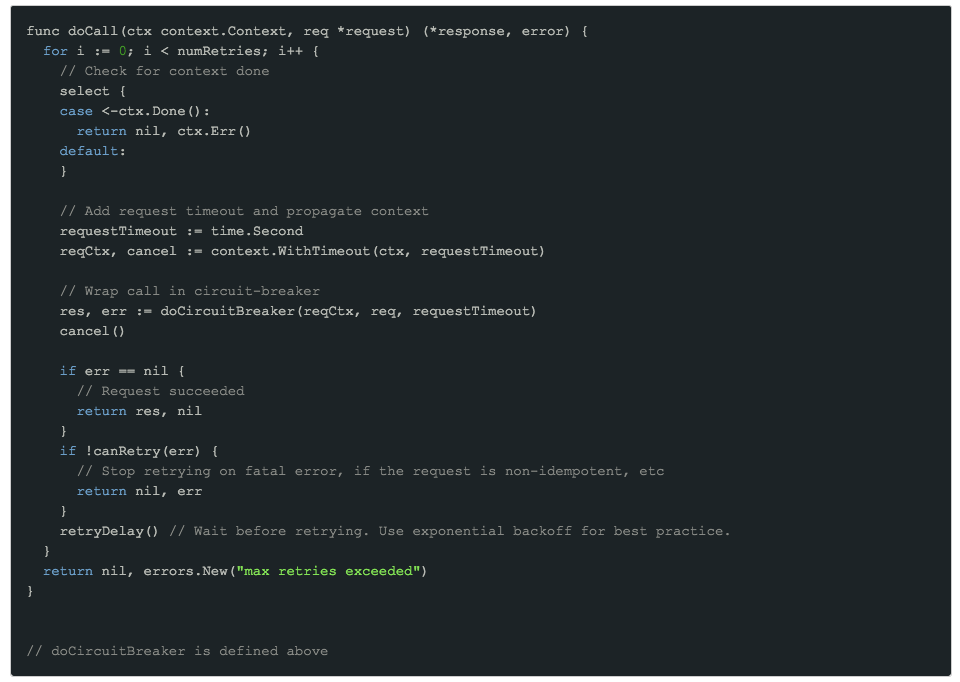 func doCall(ctx context.Context, req *request) (*response, error) {
  for i := 0; i < numRetries; i++ {
    // Check for context done
    select {
    case <-ctx.Done():
      return nil, ctx.Err()
    default:
    }

    // Add request timeout and propagate context
    requestTimeout := time.Second
    reqCtx, cancel := context.WithTimeout(ctx, requestTimeout)

    // Wrap call in circuit-breaker
    res, err := doCircuitBreaker(reqCtx, req, requestTimeout)
    cancel()

    if err == nil {
      // Request succeeded
      return res, nil
    }
    if !canRetry(err) {
      // Stop retrying on fatal error, if the request is non-idempotent, etc
      return nil, err
    }
    retryDelay() // Wait before retrying. Use exponential backoff for best practice.
  }
  return nil, errors.New("max retries exceeded")
}


// doCircuitBreaker is defined above